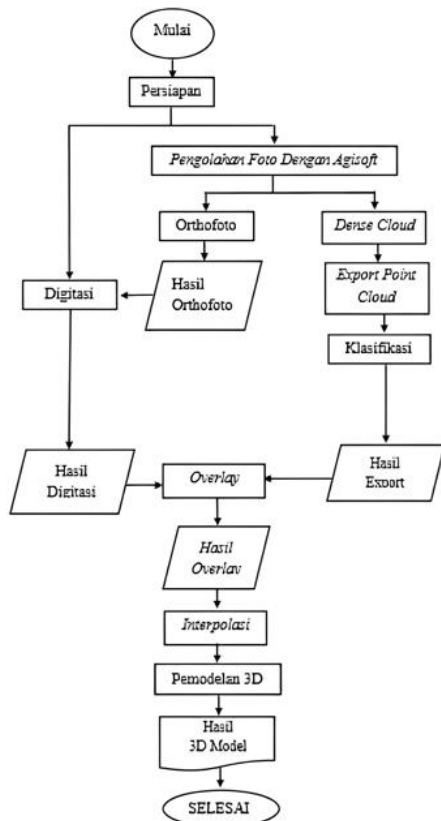 Mulai
Persiapan
Pengolahan Foto Dengan Agisoft
Orthofoto
Dense Cloud
Digitasi
Hasil
Orthofoto
Export Point
Cloud
Klasifikasi
Hasil
Digitasi
Overlay
Hasil
Export
Hasil
Overlay
Interpolasi
Pemodelan 3D
Hasil
3D Model
SELESAI